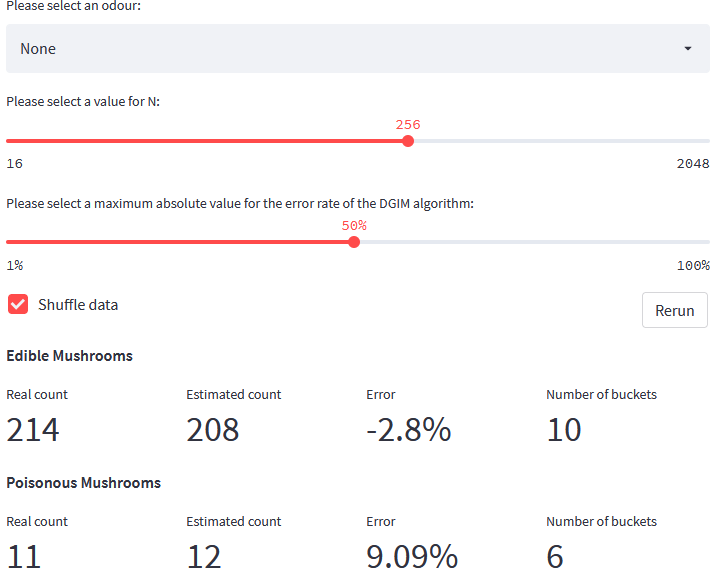 Please select an odour:
None
Please select a value for N:
256
16 2048
Please select a maximum absolute value for the error rate of the DGIM algorithm:
50%
1% 100%
Shuffle data Rerun
Edible Mushrooms
Real count Estimated count Error Number of buckets
214 208 -2.8% 10
Poisonous Mushrooms
Real count Estimated count Error Number of buckets
11 12 9.09% 6